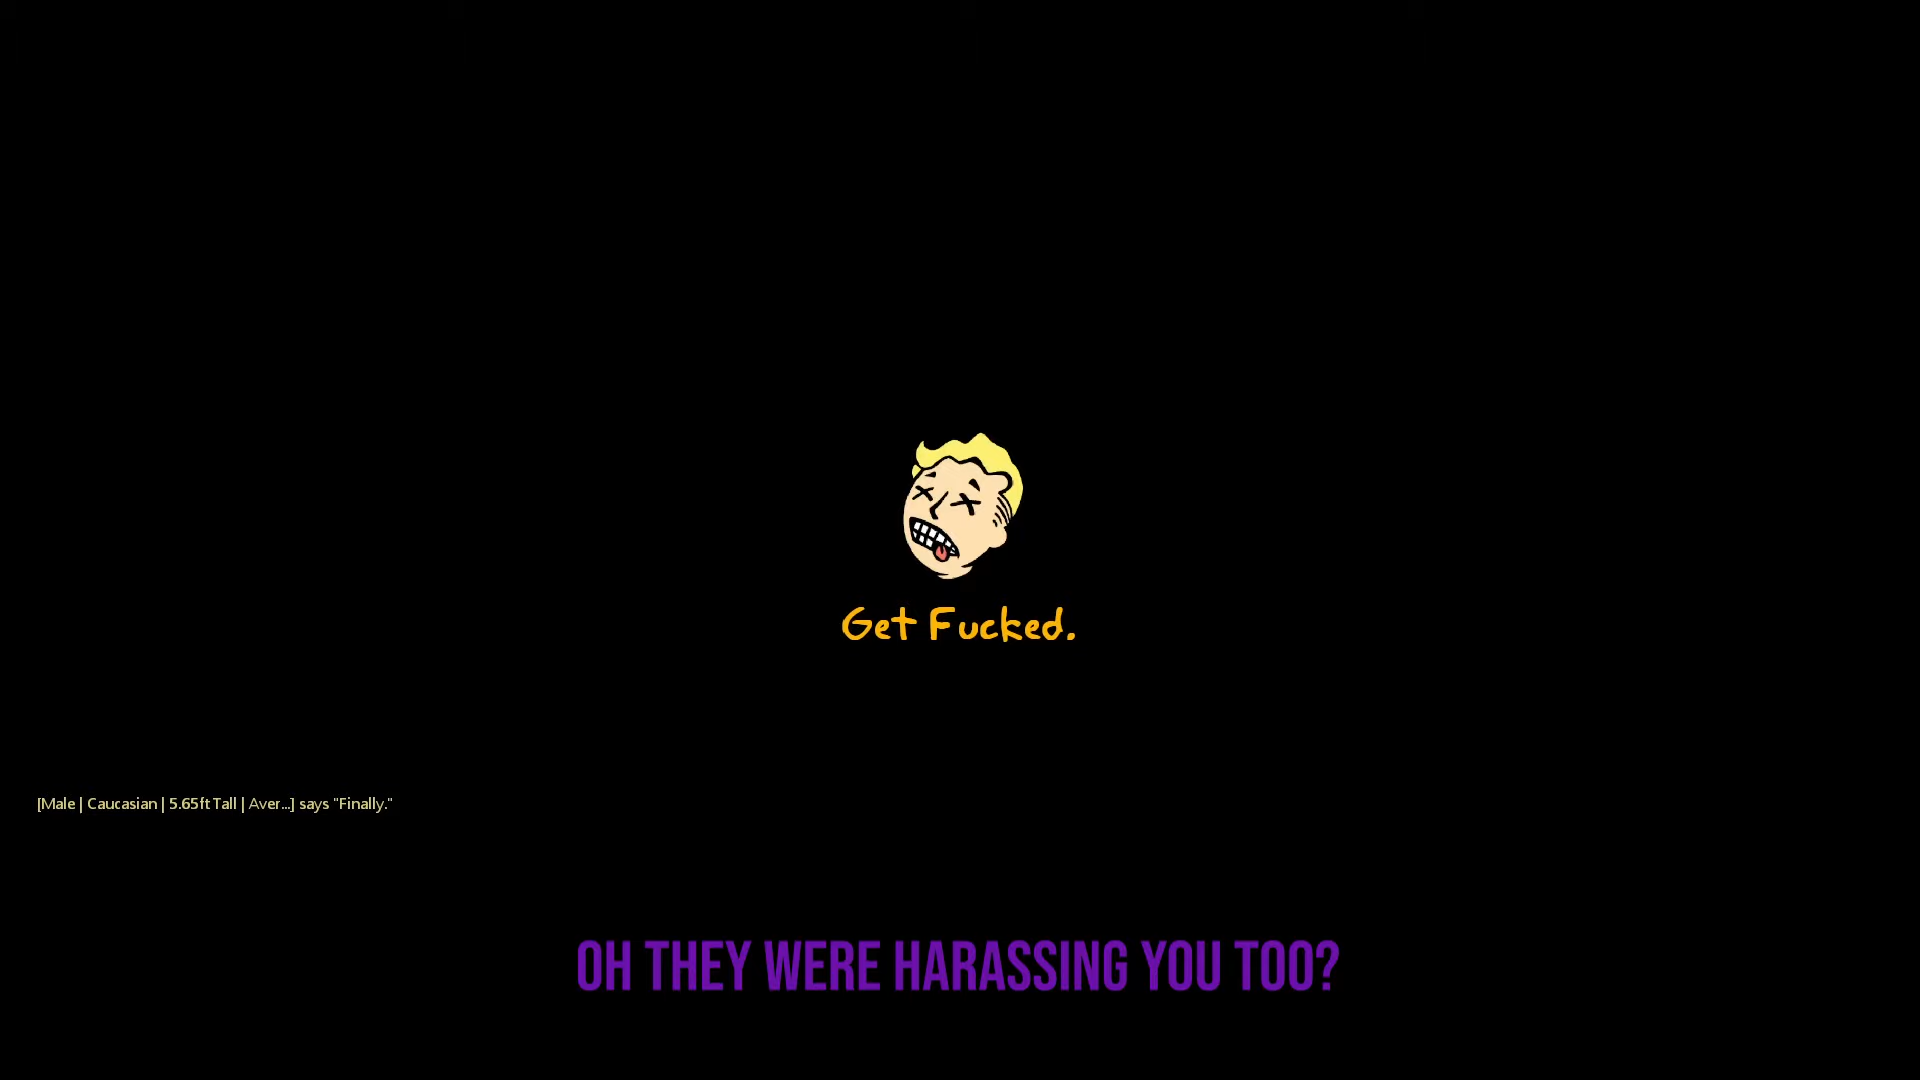 Get Fucked.
[Male | Caucasian | 5.65ft Tall | Aver...] says "Finally."
OH THEY WERE HARASSING YOU TOO?